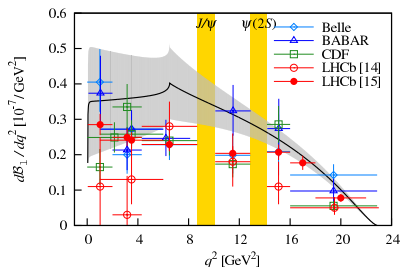 J/ψ ψ(2S)
Belle
BABAR
CDF
LHCb [14]
LHCb [15]
0.6
0.5
0.4
0.3
0.2
0.1
0
dB⊥/dq² [10⁻⁷/GeV²]
0 4 8 12 16 20 24
q² [GeV²]